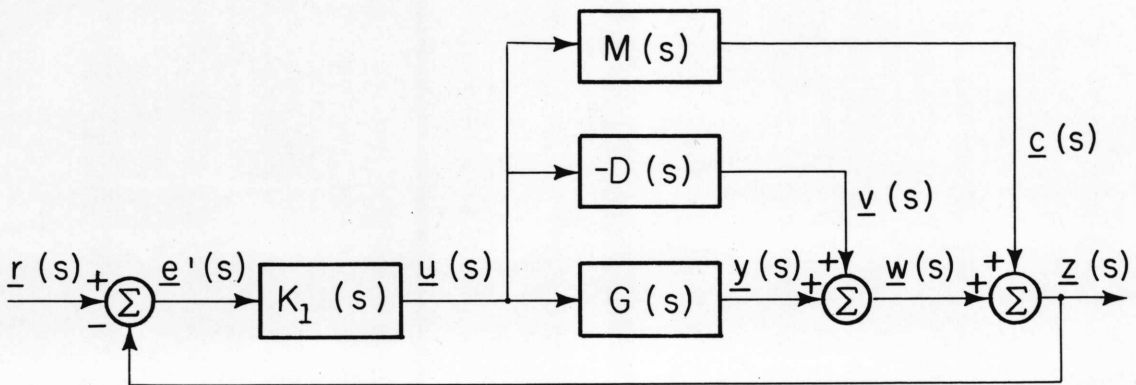 M(s)
c(s)
-D(s)
v(s)
r(s)
+
-
Σ
e'(s)
K₁(s)
u(s)
G(s)
y(s)
+
+
Σ
w(s)
+
+
Σ
z(s)